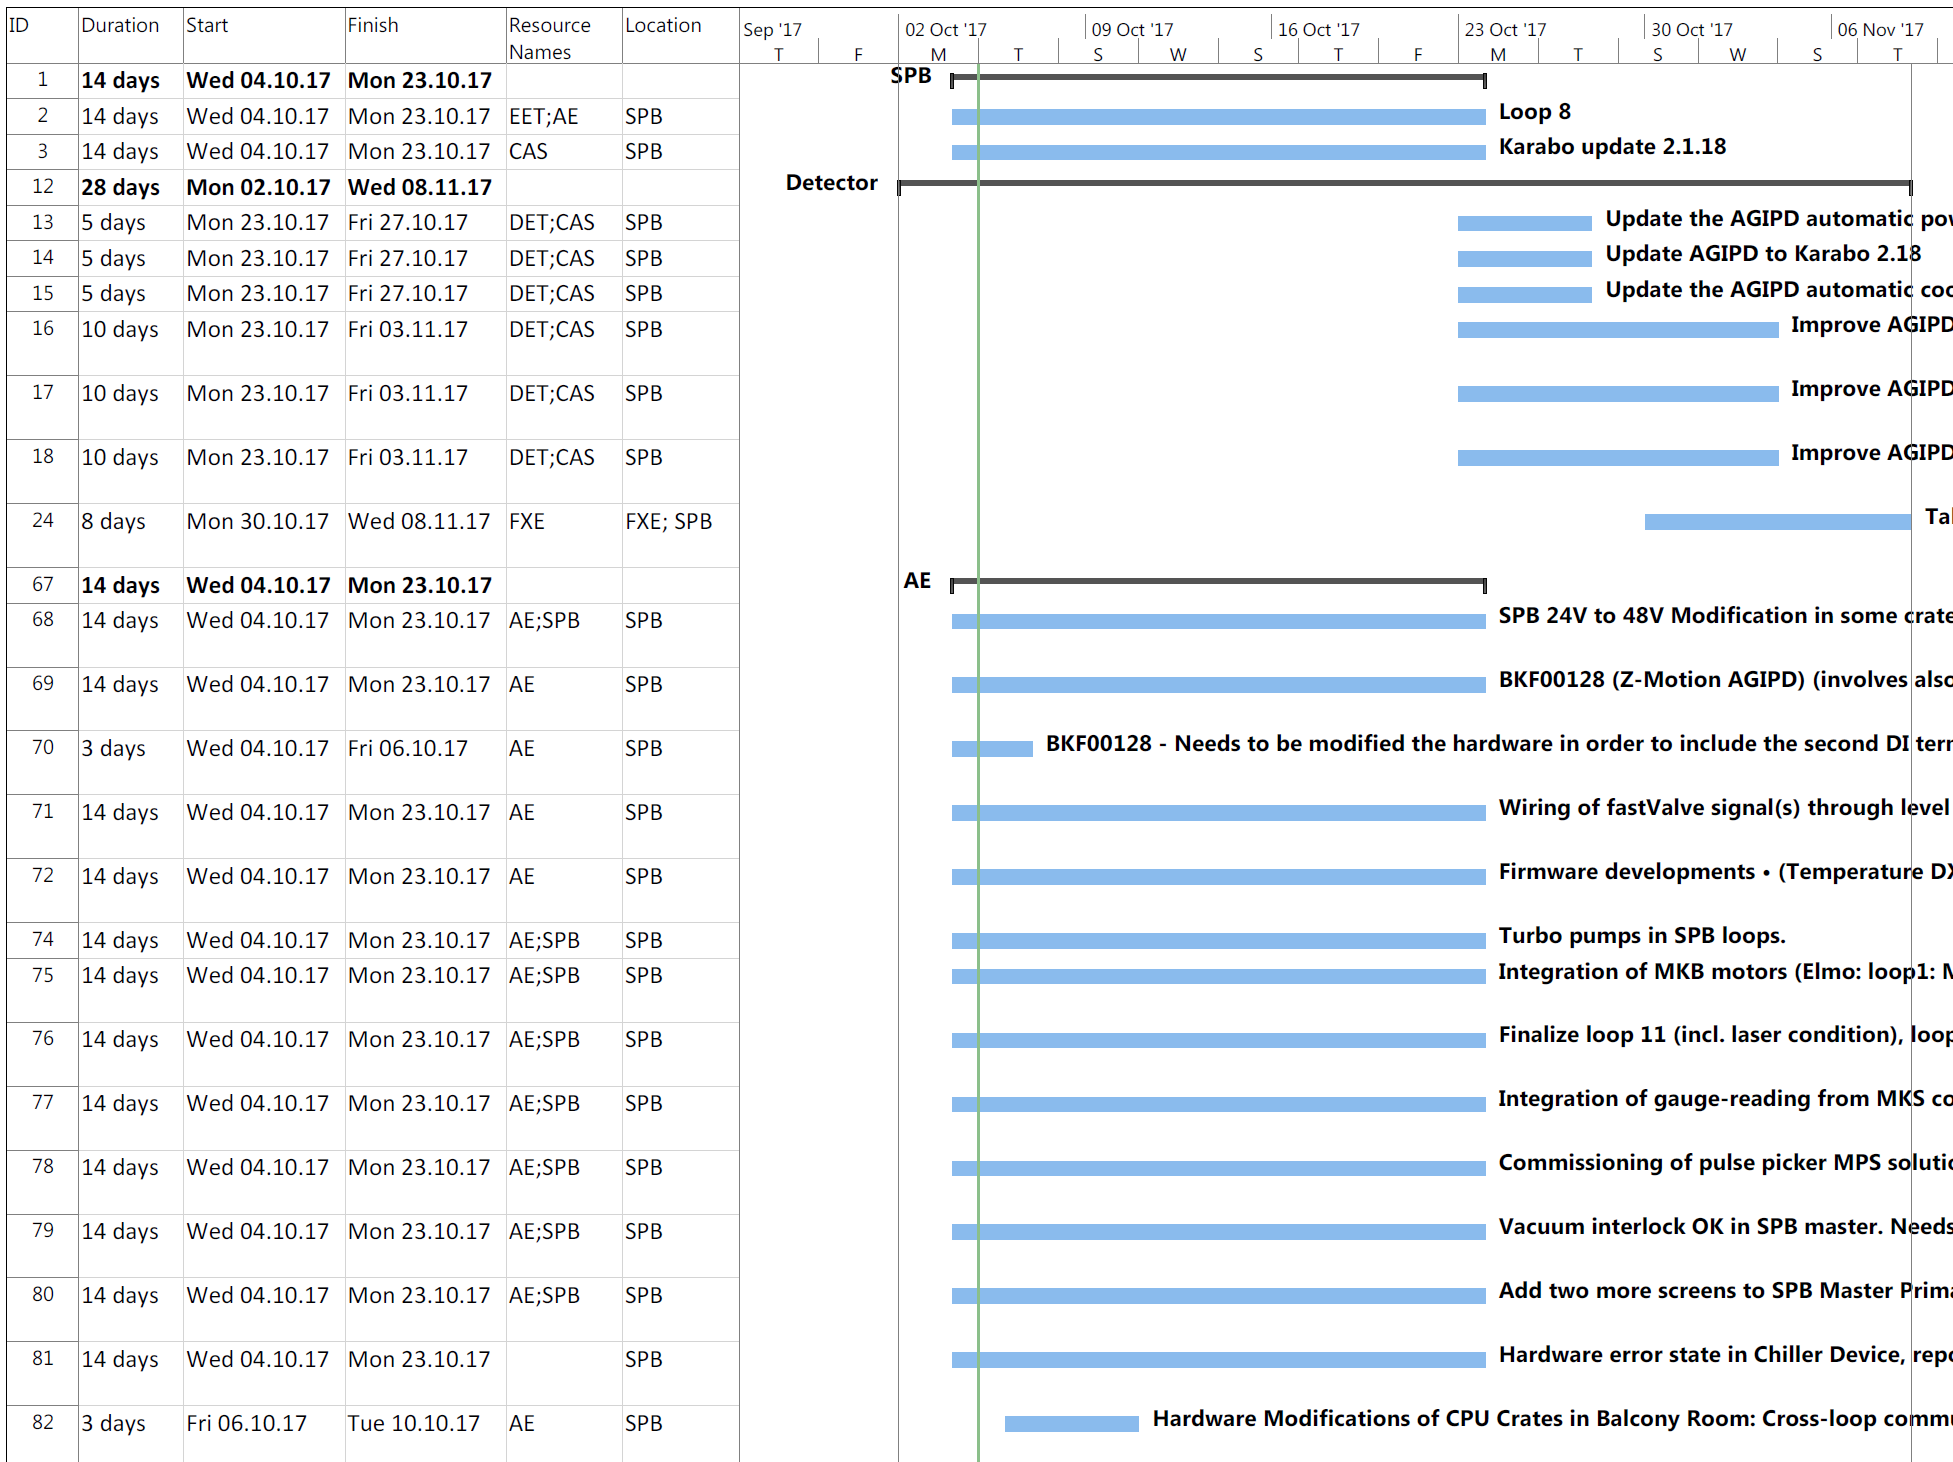 ID Duration Start Finish Resource Names Location Sep '17 02 Oct '17 09 Oct '17 16 Oct '17 23 Oct '17 30 Oct '17 06 Nov '17
T F M T S W S T F M T S W S T
1 14 days Wed 04.10.17 Mon 23.10.17 SPB
2 14 days Wed 04.10.17 Mon 23.10.17 EET;AE SPB Loop 8
3 14 days Wed 04.10.17 Mon 23.10.17 CAS SPB Karabo update 2.1.18
12 28 days Mon 02.10.17 Wed 08.11.17 Detector
13 5 days Mon 23.10.17 Fri 27.10.17 DET;CAS SPB Update the AGIPD automatic pow
14 5 days Mon 23.10.17 Fri 27.10.17 DET;CAS SPB Update AGIPD to Karabo 2.18
15 5 days Mon 23.10.17 Fri 27.10.17 DET;CAS SPB Update the AGIPD automatic coo
16 10 days Mon 23.10.17 Fri 03.11.17 DET;CAS SPB Improve AGIPD
17 10 days Mon 23.10.17 Fri 03.11.17 DET;CAS SPB Improve AGIPD
18 10 days Mon 23.10.17 Fri 03.11.17 DET;CAS SPB Improve AGIPD
24 8 days Mon 30.10.17 Wed 08.11.17 FXE FXE; SPB Tal
67 14 days Wed 04.10.17 Mon 23.10.17 AE
68 14 days Wed 04.10.17 Mon 23.10.17 AE;SPB SPB SPB 24V to 48V Modification in some crate
69 14 days Wed 04.10.17 Mon 23.10.17 AE SPB BKF00128 (Z-Motion AGIPD) (involves also
70 3 days Wed 04.10.17 Fri 06.10.17 AE SPB BKF00128 - Needs to be modified the hardware in order to include the second DI term
71 14 days Wed 04.10.17 Mon 23.10.17 AE SPB Wiring of fastValve signal(s) through level
72 14 days Wed 04.10.17 Mon 23.10.17 AE SPB Firmware developments • (Temperature DX
74 14 days Wed 04.10.17 Mon 23.10.17 AE;SPB SPB Turbo pumps in SPB loops.
75 14 days Wed 04.10.17 Mon 23.10.17 AE;SPB SPB Integration of MKB motors (Elmo: loop1: M
76 14 days Wed 04.10.17 Mon 23.10.17 AE;SPB SPB Finalize loop 11 (incl. laser condition), loop
77 14 days Wed 04.10.17 Mon 23.10.17 AE;SPB SPB Integration of gauge-reading from MKS co
78 14 days Wed 04.10.17 Mon 23.10.17 AE;SPB SPB Commissioning of pulse picker MPS solutio
79 14 days Wed 04.10.17 Mon 23.10.17 AE;SPB SPB Vacuum interlock OK in SPB master. Needs
80 14 days Wed 04.10.17 Mon 23.10.17 AE;SPB SPB Add two more screens to SPB Master Prima
81 14 days Wed 04.10.17 Mon 23.10.17 SPB Hardware error state in Chiller Device, repo
82 3 days Fri 06.10.17 Tue 10.10.17 AE SPB Hardware Modifications of CPU Crates in Balcony Room: Cross-loop commu